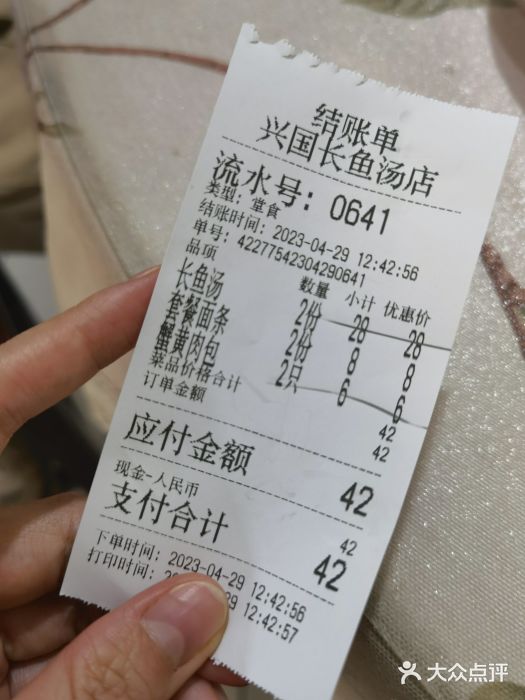 结账单
兴国长鱼汤店
流水号：0641
类型：堂食
结账时间：2023-04-29 12:42:56
单号：42277542304290641
品项 数量 小计 优惠价
长鱼汤 2份 28 28
套餐面条 2份 8 8
蟹黄肉包 2只 6 6
菜品价格合计 42
订单金额 42
应付金额 42
现金-人民币 42
支付合计 42
下单时间：2023-04-29 12:42:56
打印时间：20 29 12:42:57
大众点评